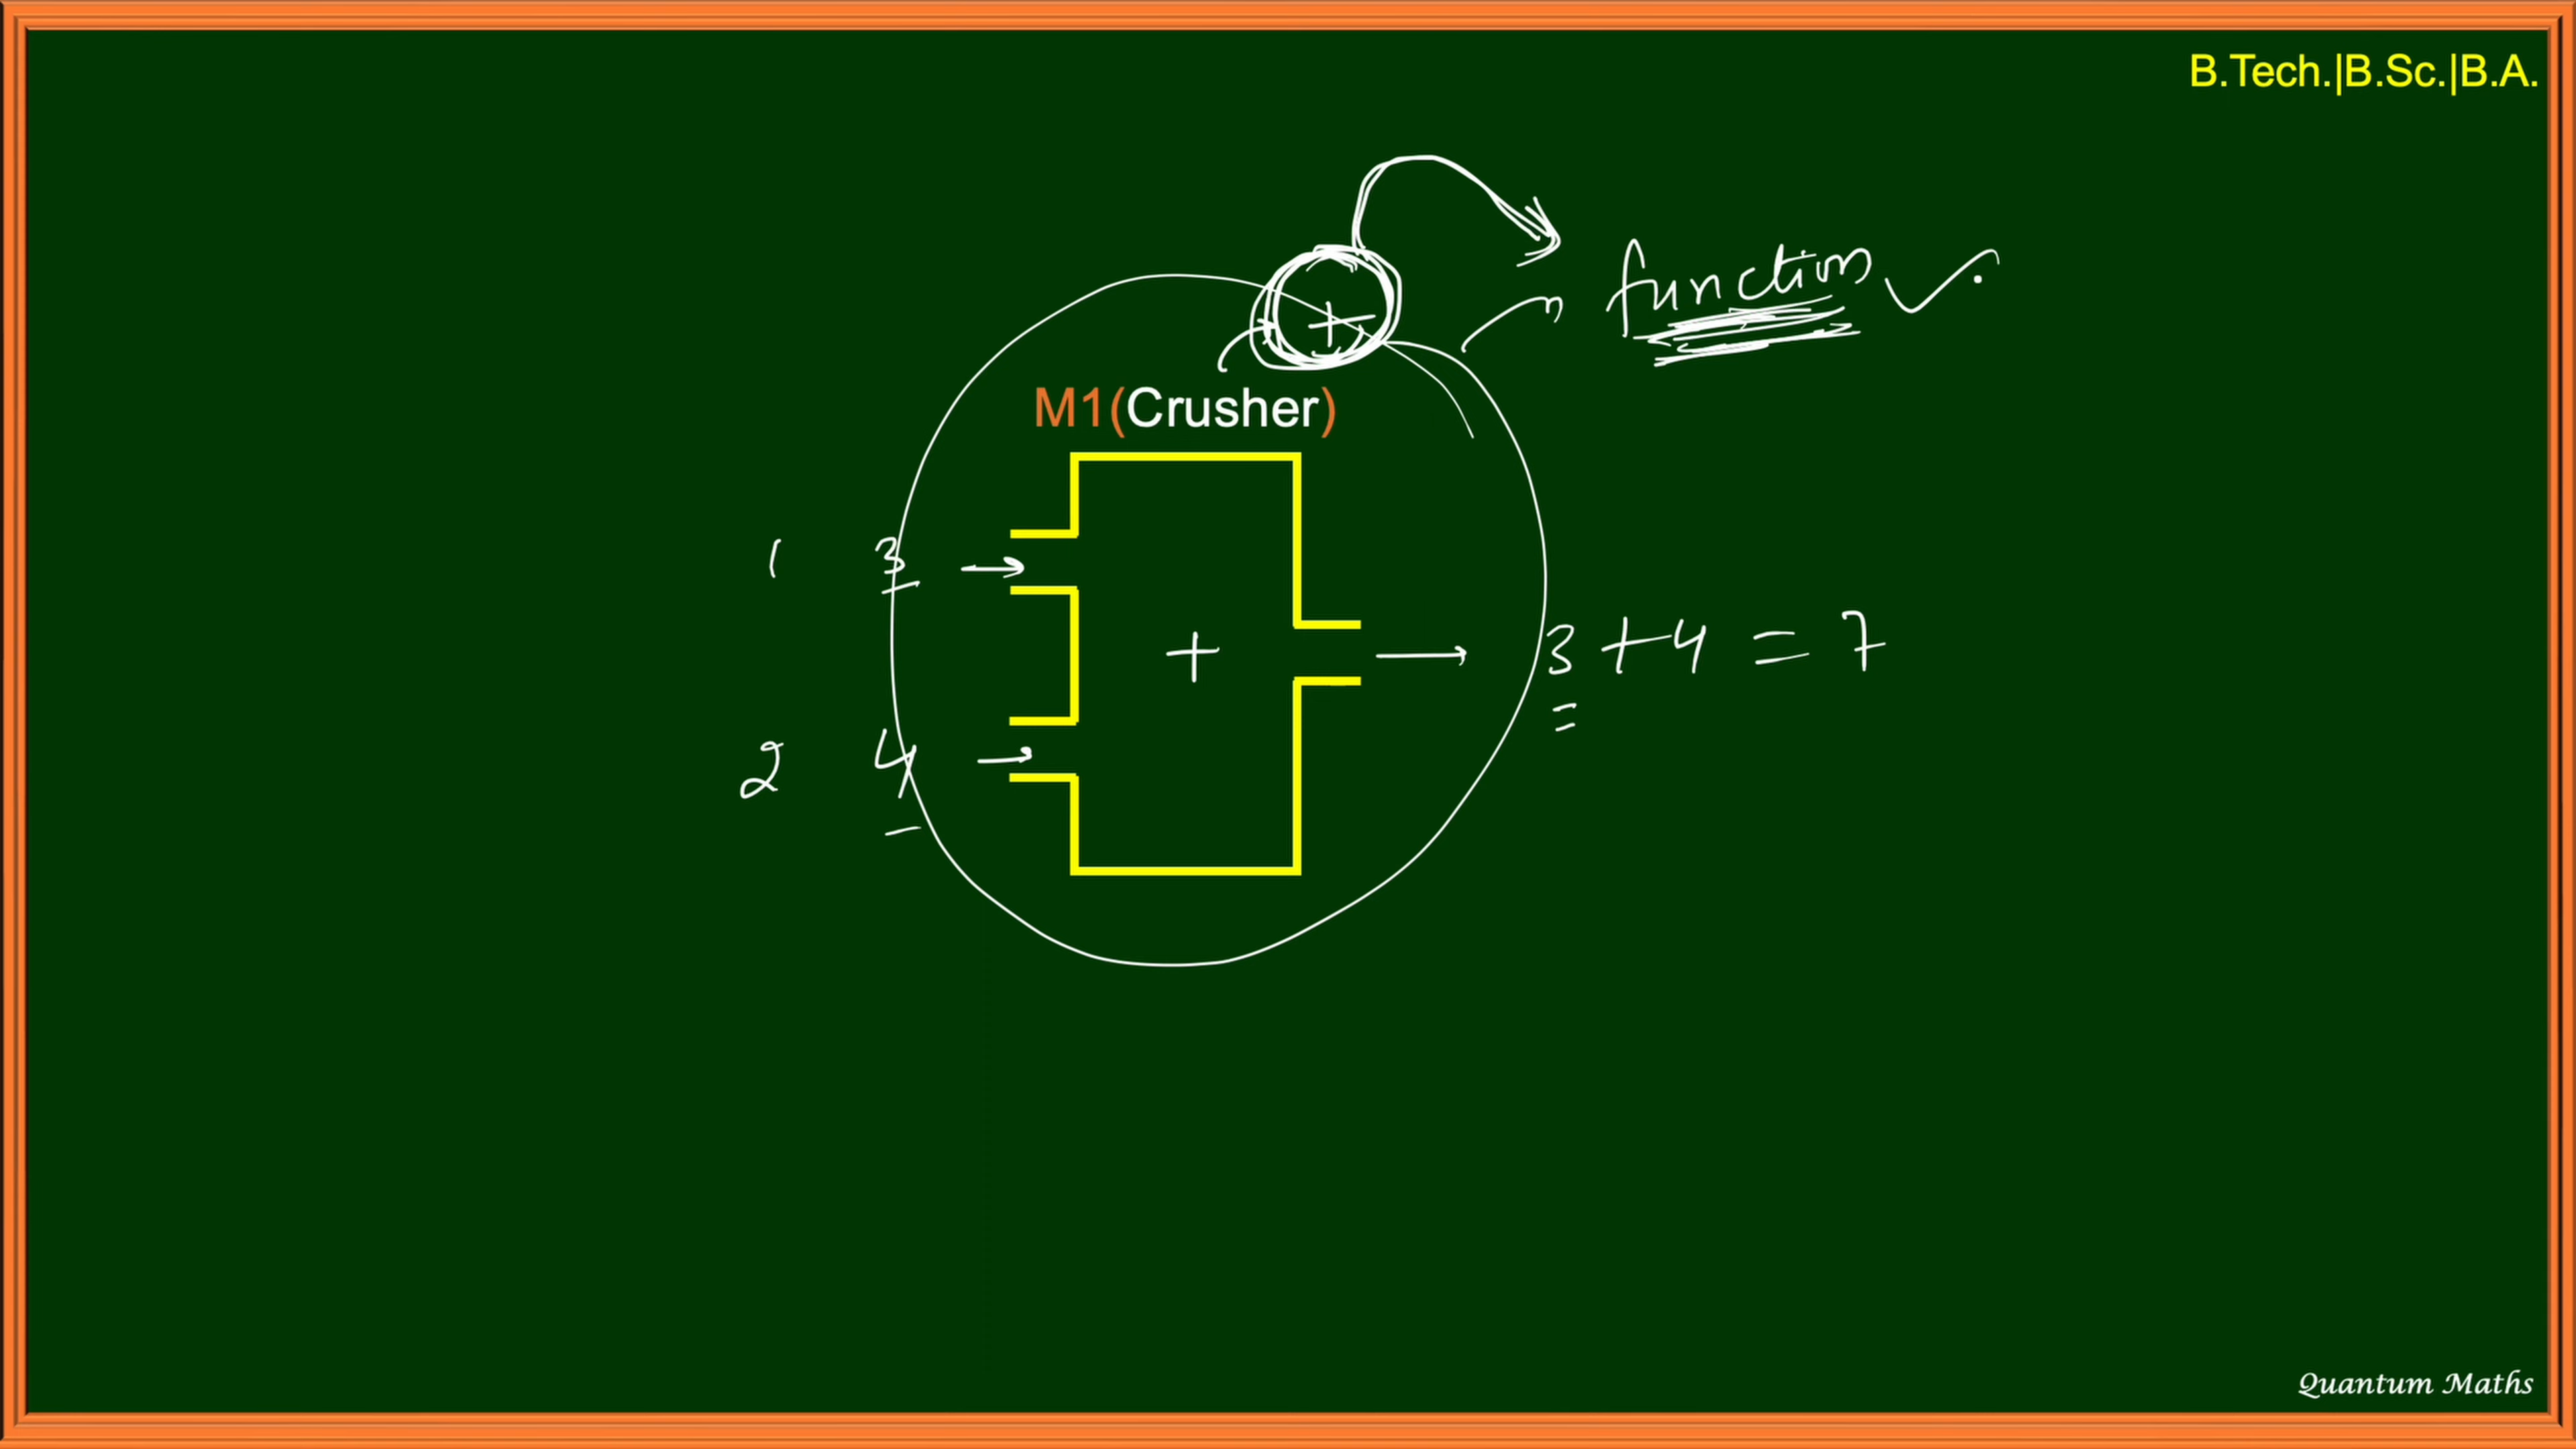 B.Tech.|B.Sc.|B.A.
+
function
M1(Crusher)
1 3
+
3 + 4 = 7
2 4
Quantum Maths